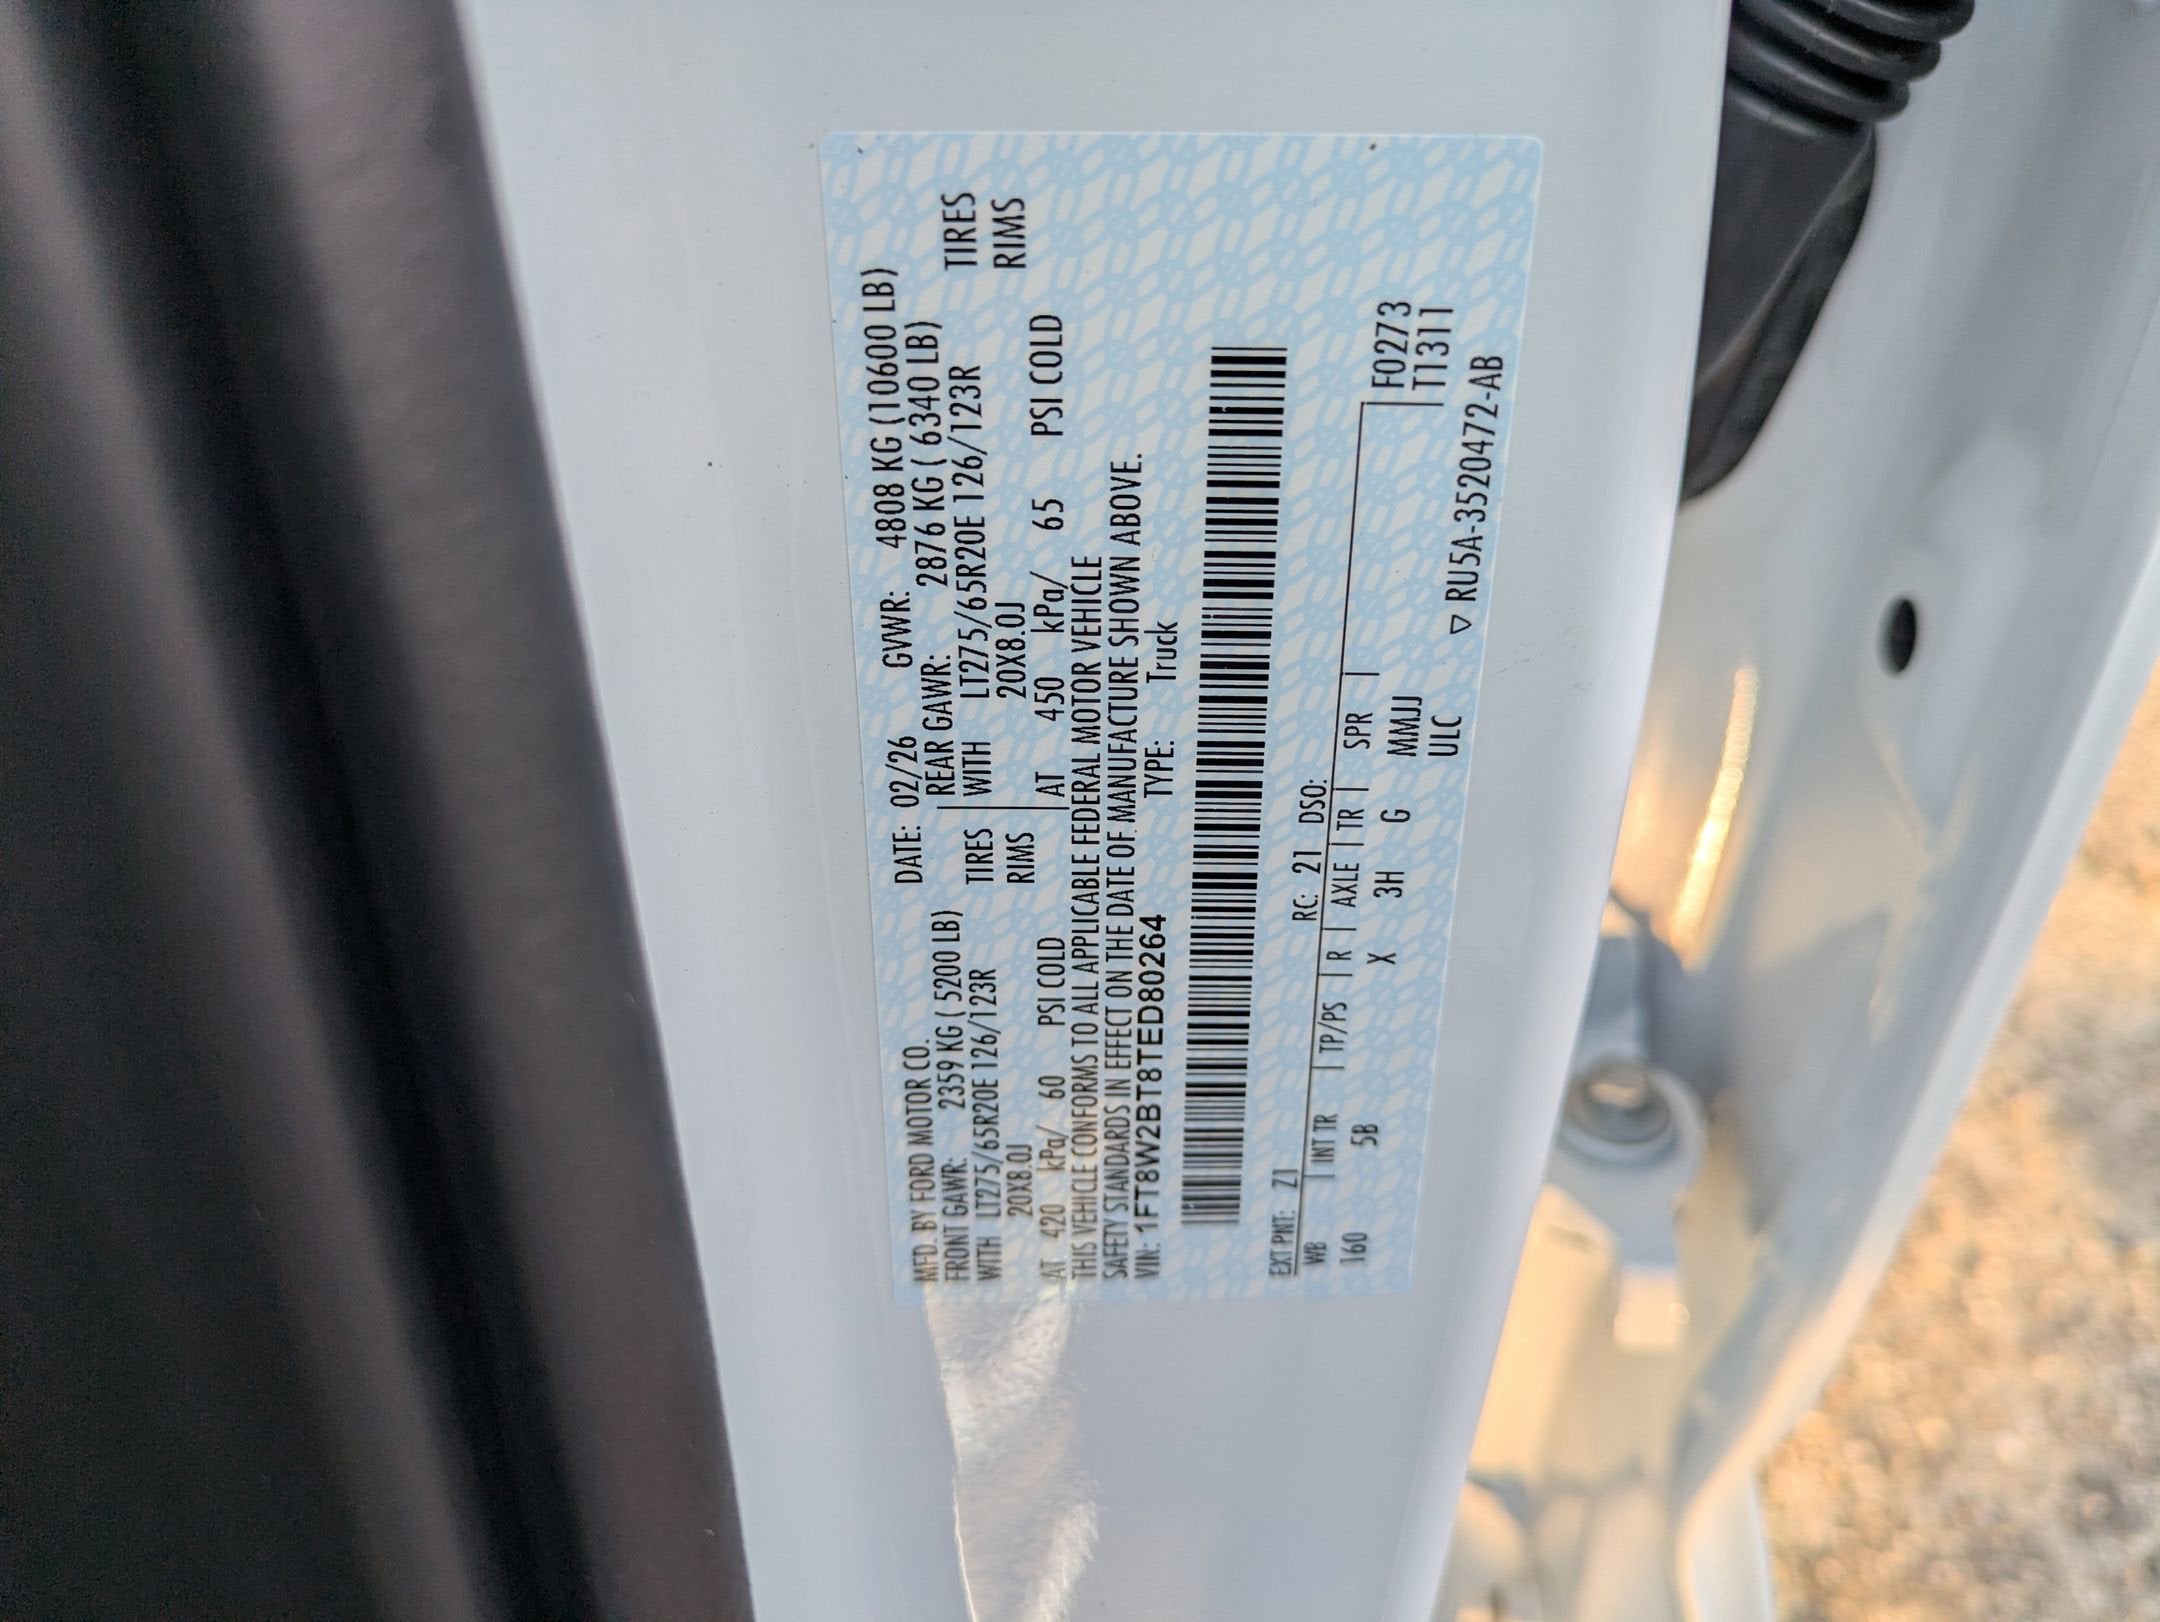 MFD. BY FORD MOTOR CO. DATE: 02/26 GVWR: 4808 KG (10600 LB)
FRONT GAWR: 2359 KG ( 5200 LB) REAR GAWR: 2876 KG ( 6340 LB)
WITH LT275/65R20E 126/123R TIRES WITH LT275/65R20E 126/123R TIRES
20X8.0J RIMS 20X8.0J RIMS
AT 420 kPa/ 60 PSI COLD AT 450 kPa/ 65 PSI COLD
THIS VEHICLE CONFORMS TO ALL APPLICABLE FEDERAL MOTOR VEHICLE
SAFETY STANDARDS IN EFFECT ON THE DATE OF MANUFACTURE SHOWN ABOVE.
VIN: 1FT8W2BT8TED80264 TYPE: Truck
EXT PNT: Z1 RC: 21 DSO:
WB | INT TR | TP/PS | R | AXLE | TR | SPR | F0273
160 5B X 3H G MMJJ T1311
ULC
▽ RU5A-3520472-AB